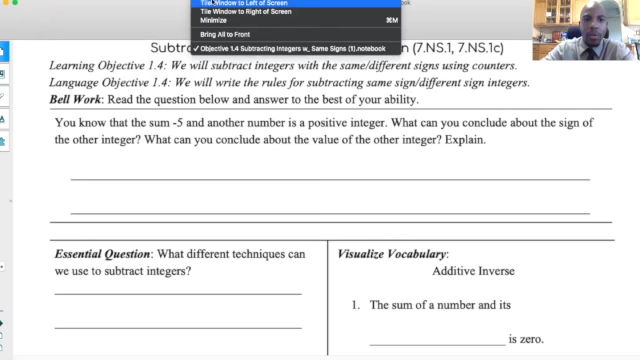 Tile Window to Left of Screen
Tile Window to Right of Screen
Minimize ⌘M
Bring All to Front
✓ Objective 1.4 Subtracting Integers w_ Same Signs (1).notebook
(7.NS.1, 7.NS.1c)
Learning Objective 1.4: We will subtract integers with the same/different signs using counters.
Language Objective 1.4: We will write the rules for subtracting same sign/different sign integers.
Bell Work: Read the question below and answer to the best of your ability.
You know that the sum -5 and another number is a positive integer. What can you conclude about the sign of
the other integer? What can you conclude about the value of the other integer? Explain.
Essential Question: What different techniques can
we use to subtract integers?
Visualize Vocabulary:
Additive Inverse
1. The sum of a number and its
____________________ is zero.